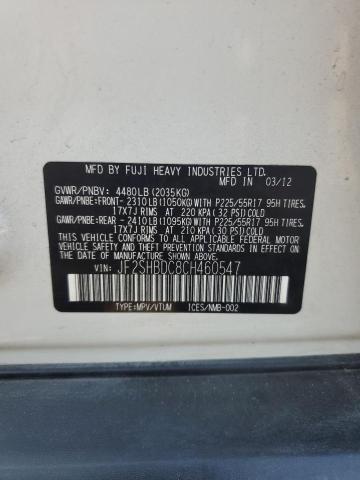 MFD BY FUJI HEAVY INDUSTRIES LTD.
IN 03/12
GVWR/PNBV: 4480LB (2035KG)
GAWR/PNBE:FRONT- 2310LB(1050KG)WITH P225/55R17 95H TIRES.
17X7J RIMS AT 220 KPA (32 PSI)COLD
GAWR/PNBE:REAR - 2410LB(1095KG)WITH P225/55R17 95H TIRES.
17X7J RIMS AT 210 KPA (30 PSI)COLD
THIS VEHICLE CONFORMS TO ALL APPLICABLE U.S.
FEDERAL MOTOR VEHICLE SAFETY AND THEFT
PREVENTION STANDARDS IN EFFECT ON THE DATE OF
MANUFACTURE SHOWN ABOVE
VIN: JF2SHBDC8CH460547
TYPE:MPV/VTUM ICES/NMB-002